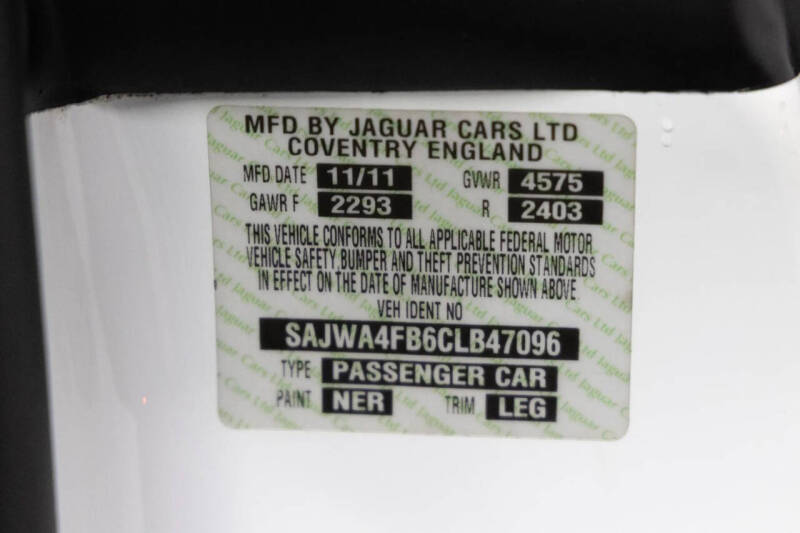 MFD BY JAGUAR CARS LTD
COVENTRY ENGLAND
MFD DATE 11/11 GVWR 4575
GAWR F 2293 R 2403
THIS VEHICLE CONFORMS TO ALL APPLICABLE FEDERAL MOTOR
VEHICLE SAFETY, BUMPER AND THEFT PREVENTION STANDARDS
IN EFFECT ON THE DATE OF MANUFACTURE SHOWN ABOVE
VEH IDENT NO
SAJWA4FB6CLB47096
TYPE PASSENGER CAR
PAINT NER TRIM LEG